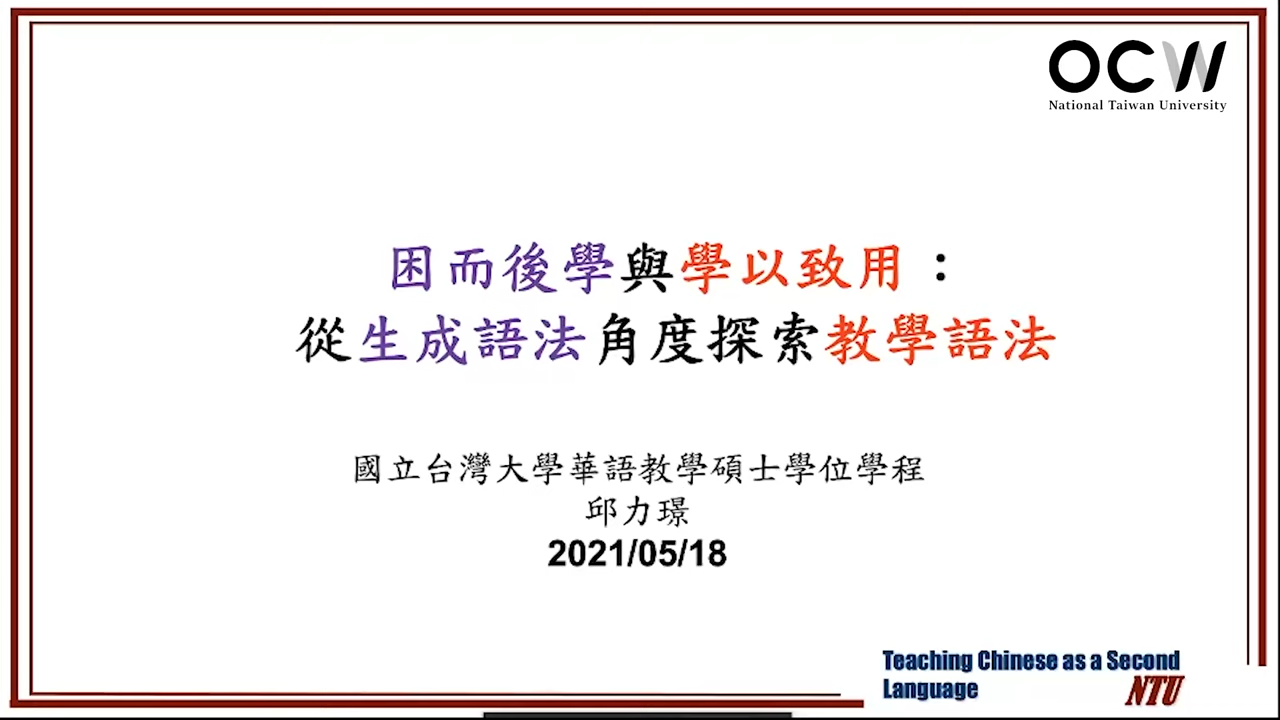 OCW
National Taiwan University
困而後學與學以致用：
從生成語法角度探索教學語法
國立台灣大學華語教學碩士學位學程
邱力璟
2021/05/18
Teaching Chinese as a Second
Language
NTU